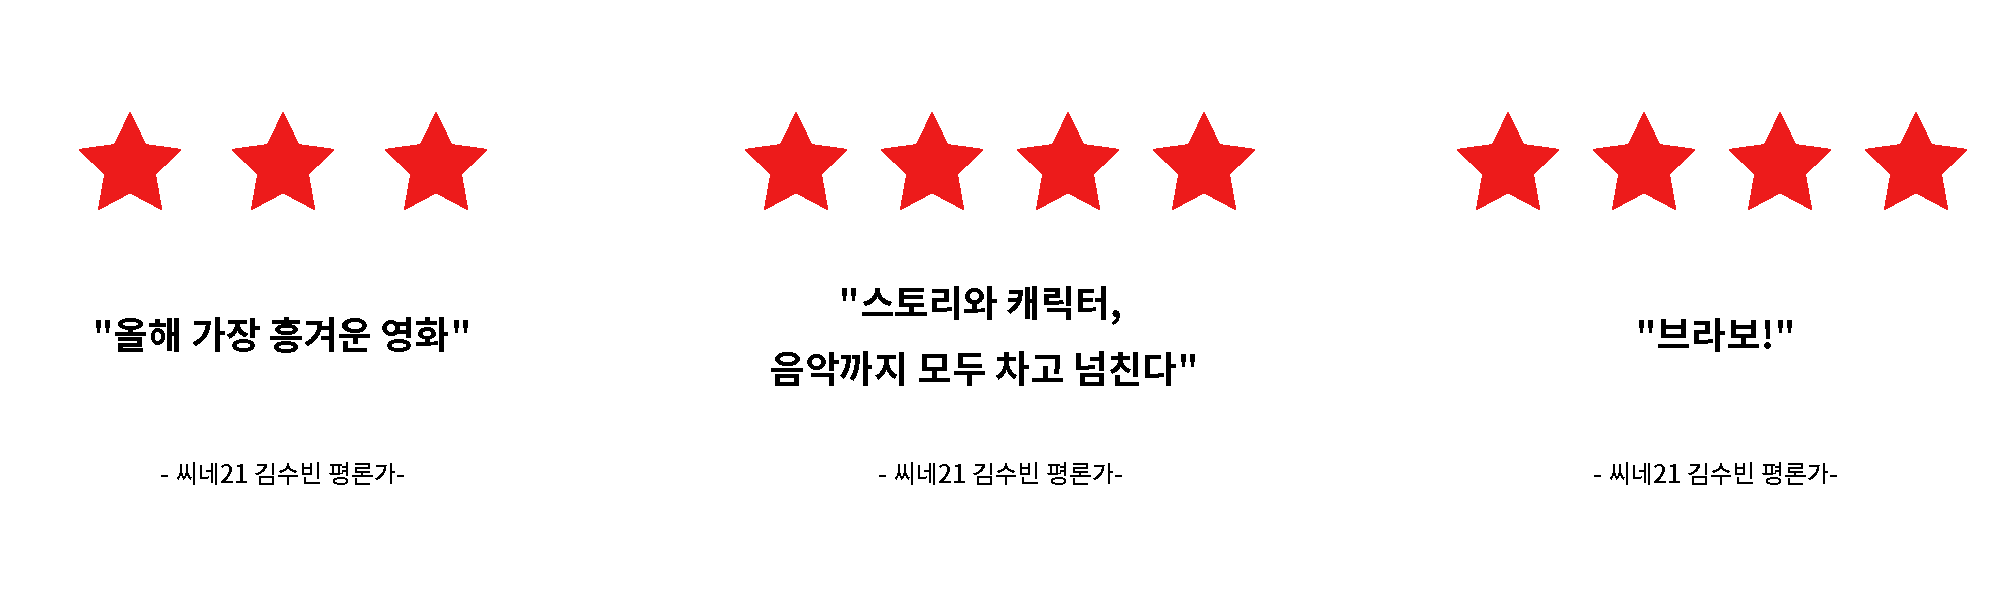 "올해 가장 흥겨운 영화"
- 씨네21 김수빈 평론가-
"스토리와 캐릭터,
음악까지 모두 차고 넘친다"
- 씨네21 김수빈 평론가-
"브라보!"
- 씨네21 김수빈 평론가-